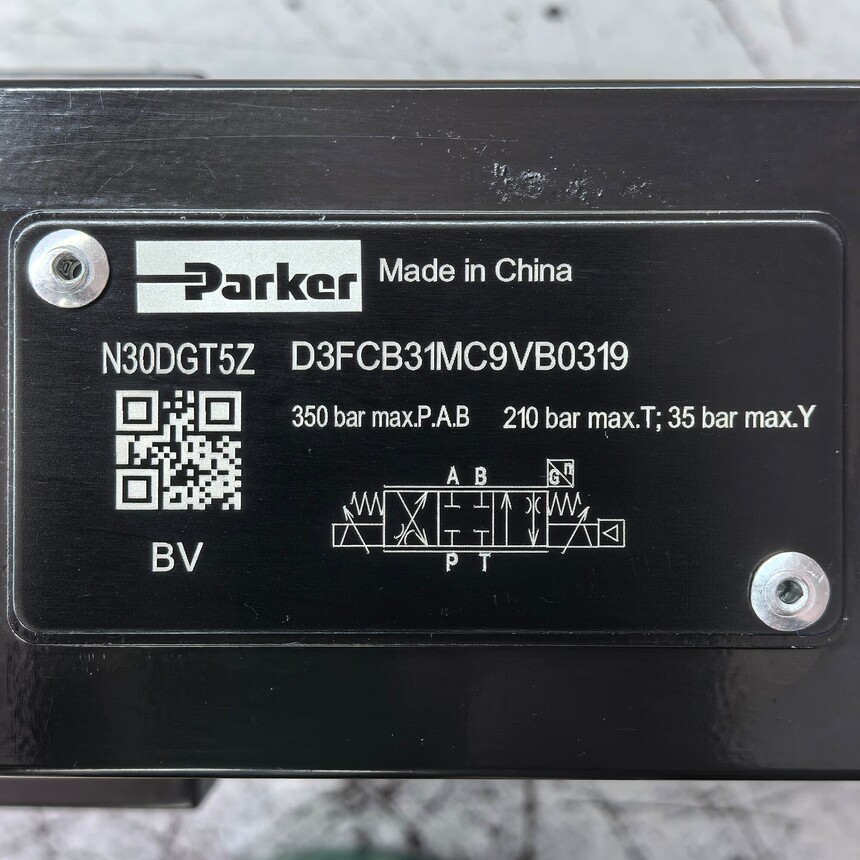 Parker Made in China
N30DGT5Z D3FCB31MC9VB0319
350 bar max.P.A.B 210 bar max.T; 35 bar max.Y
A B G n
P T
BV